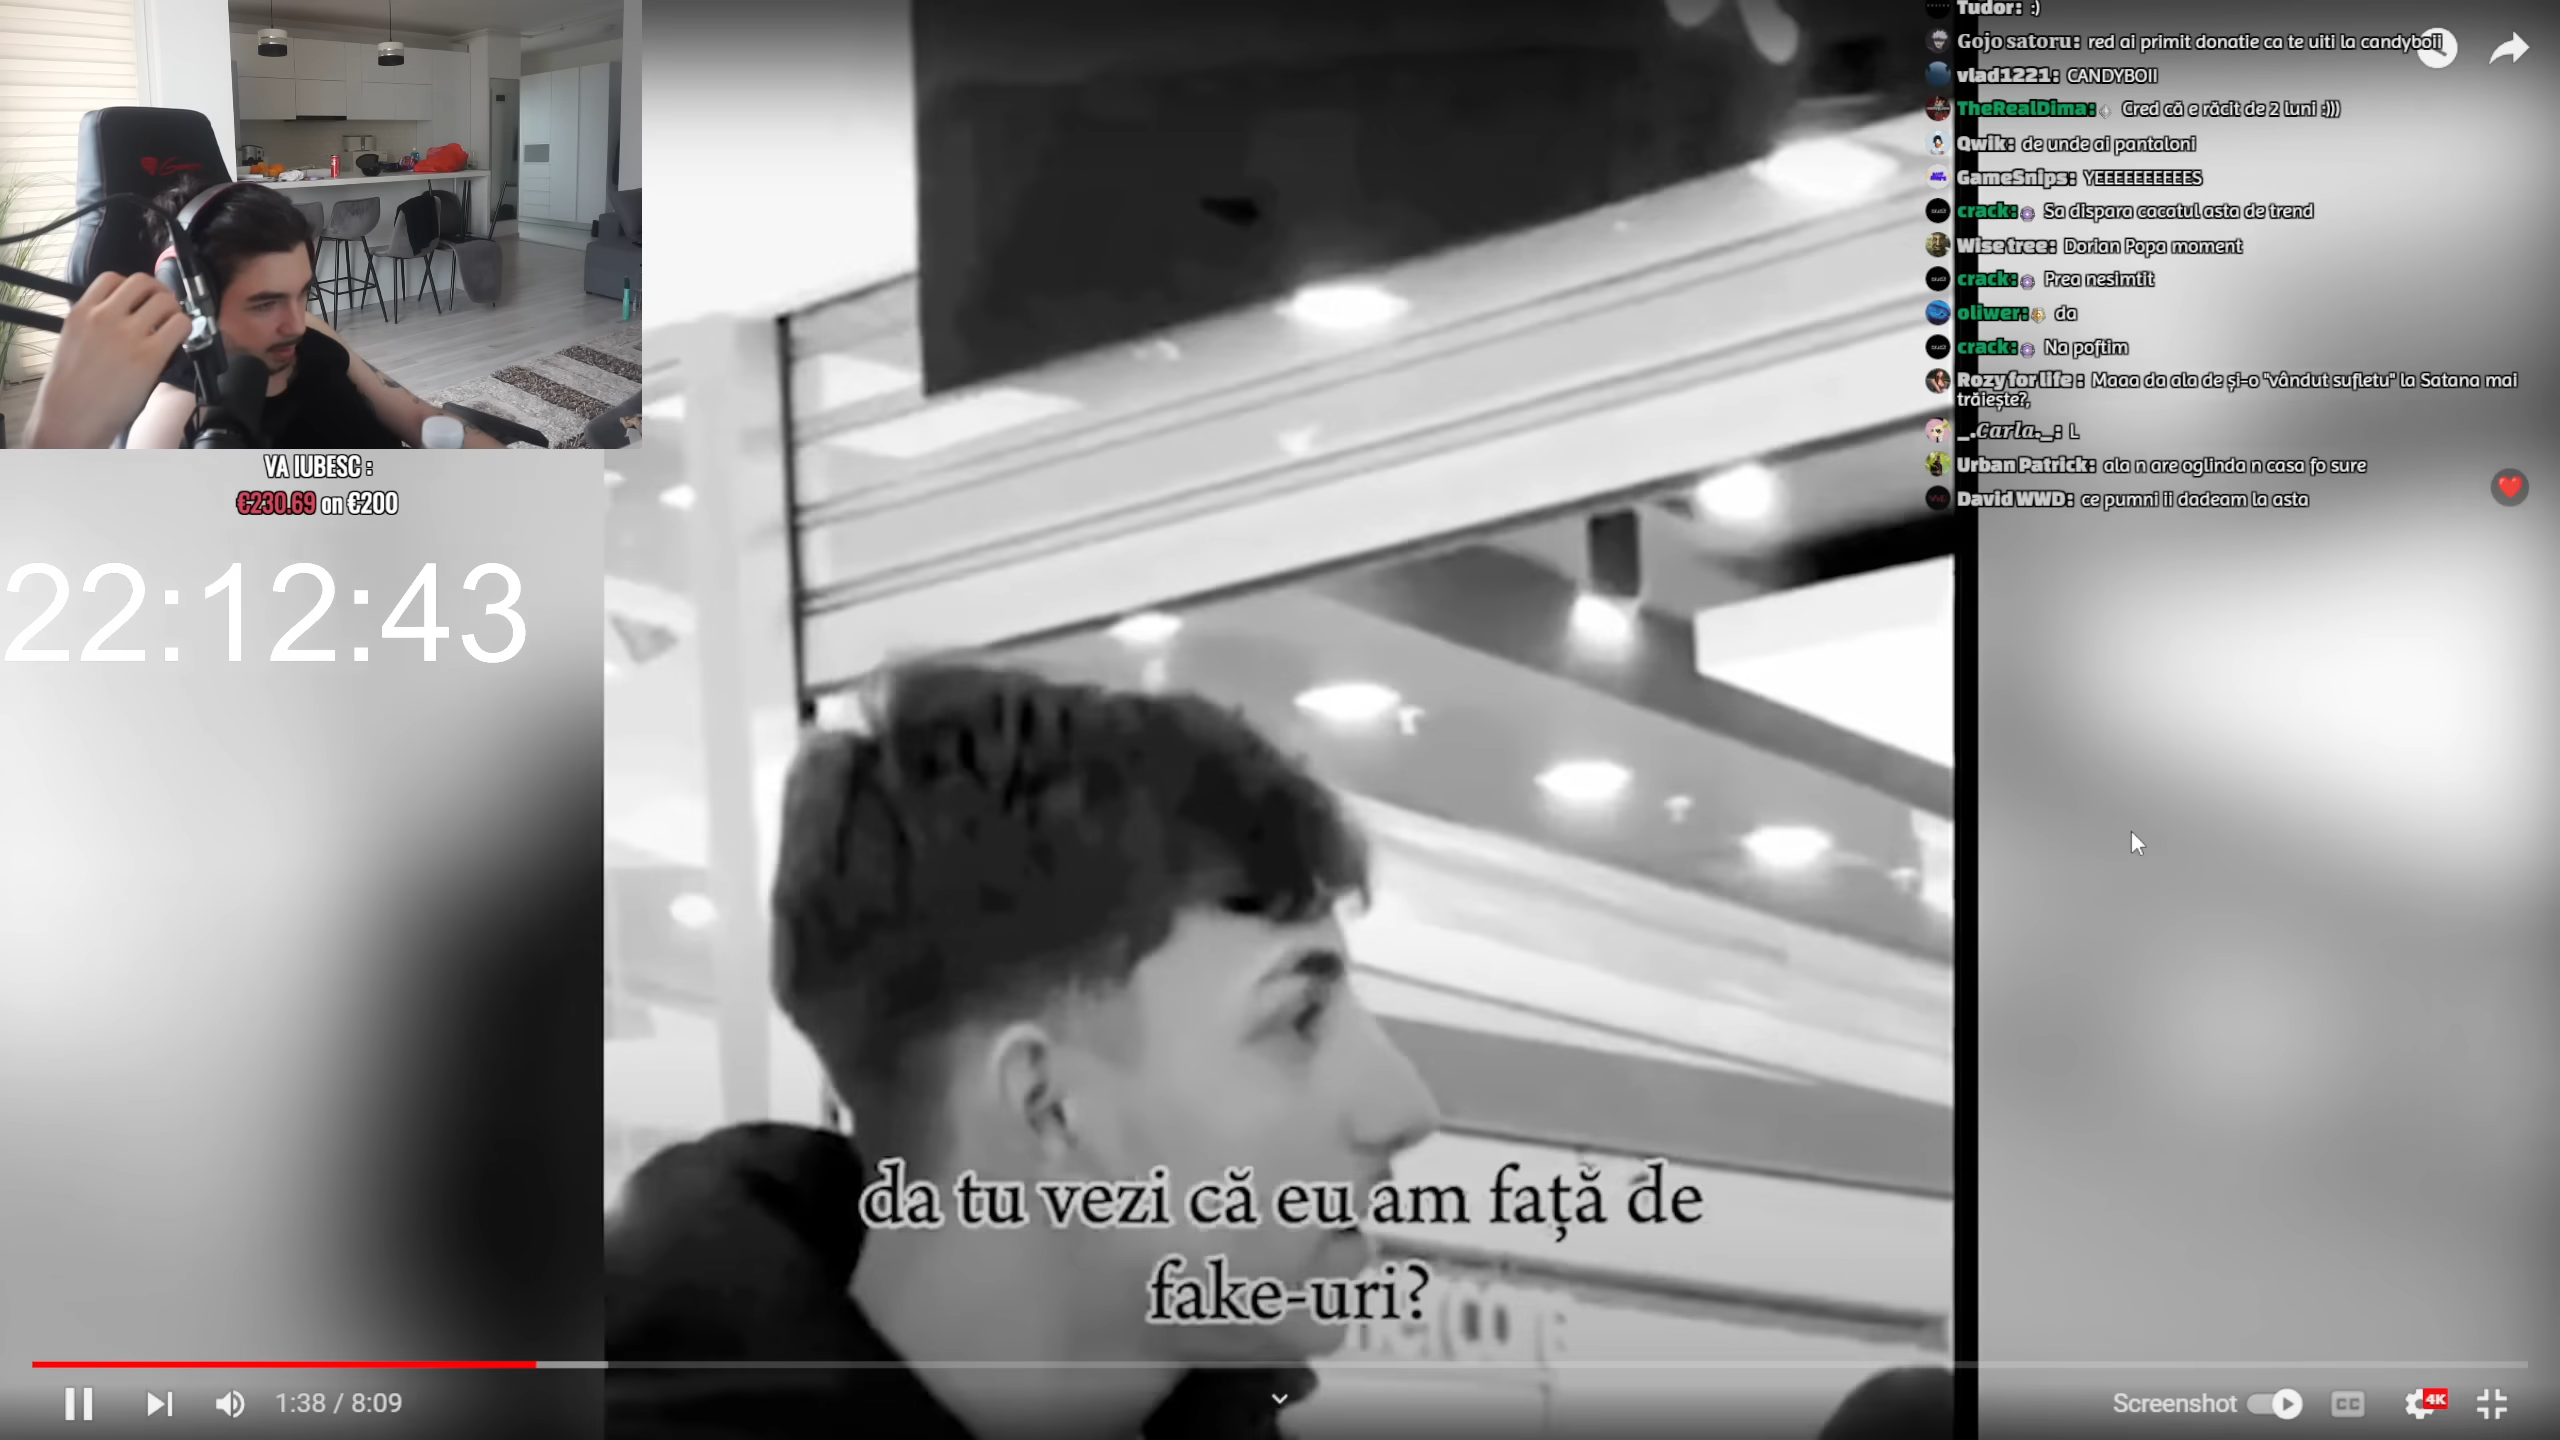 Tudor: :)
Gojo satoru: red ai primit donatie ca te uiti la candyboii
vlad1221: CANDYBOII
TheRealDima: Cred că e răcit de 2 luni :)))
Qwik: de unde ai pantaloni
GameSnips: YEEEEEEEEEES
crack: Sa dispara cacatul asta de trend
Wise tree: Dorian Popa moment
crack: Prea nesimtit
oliwer: da
crack: Na poftim
Rozy for life : Maaa da ala de și-o "vândut sufletu" la Satana mai
trăiește?,
_.Carla._: L
Urban Patrick: ala n are oglinda n casa fo sure
David WWD: ce pumni ii dadeam la asta
VA IUBESC :
€230.69 on €200
22:12:43
da tu vezi că eu am față de
fake-uri?
1:38 / 8:09
Screenshot
CC
4K